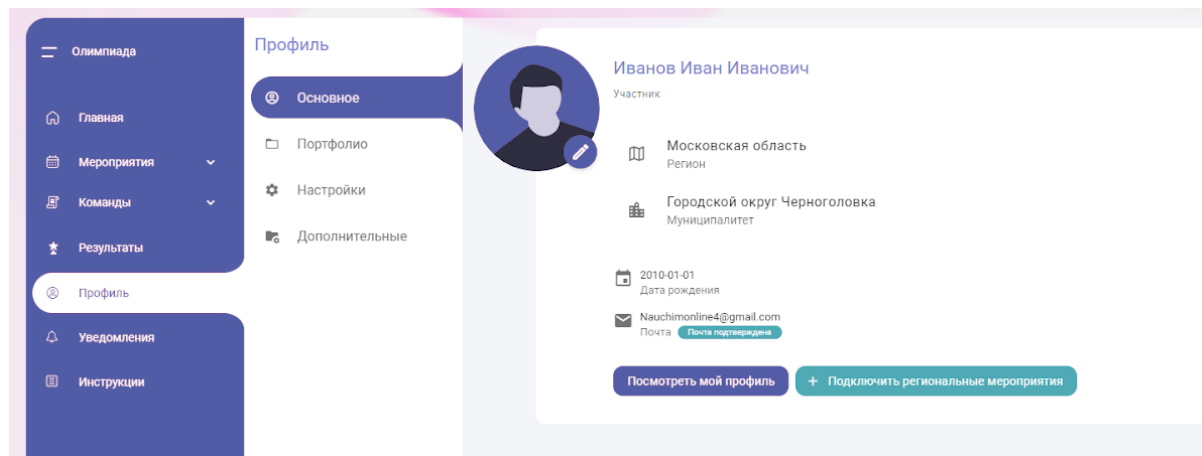 Олимпиада
Главная
Мероприятия
Команды
Результаты
Профиль
Уведомления
Инструкции
Профиль
Основное
Портфолио
Настройки
Дополнительные
Иванов Иван Иванович
Участник
Московская область
Регион
Городской округ Черноголовка
Муниципалитет
2010-01-01
Дата рождения
Nauchimonline4@gmail.com
Почта Почта подтверждена
Посмотреть мой профиль + Подключить региональные мероприятия